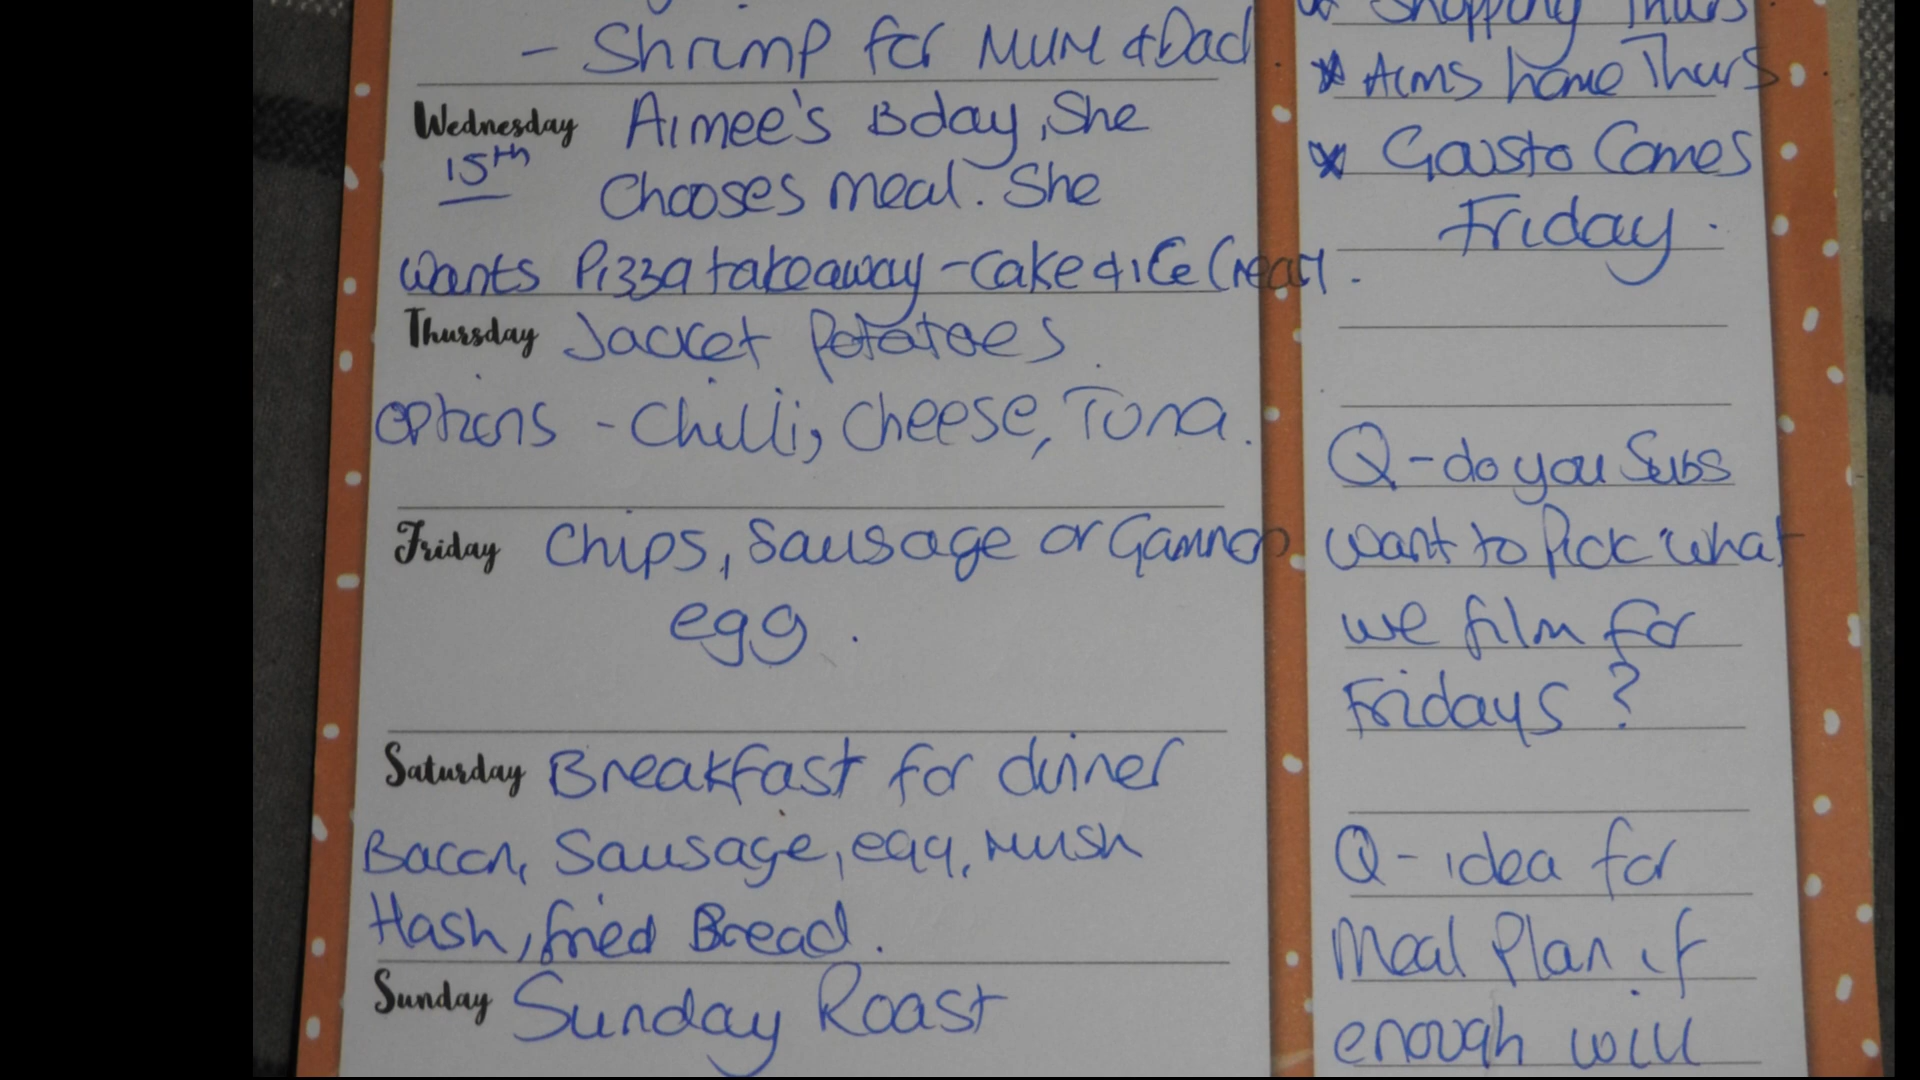 - Shrimp for Mum & Dad
Wednesday Aimee's Bday, She
15th chooses meal. She
wants Pizza takeaway - cake & ice cream.
Thursday Jacket Potatoes.
options - Chilli, Cheese, Tuna.
Friday Chips, Sausage or Gammon
egg.
Saturday Breakfast for dinner
Bacon, Sausage, egg, Mush
Hash, fried Bread.
Sunday Sunday Roast
Shopping Thurs
* home Thurs
* Gousto Comes
Friday.
Q - do you Subs
want to Pick what
we film for
Fridays?
Q - idea for
Meal Plan if
enough will